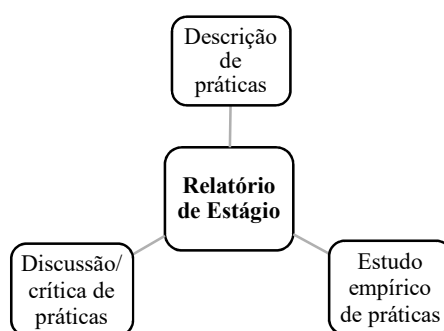 Descrição
de
práticas
Relatório
de Estágio
Discussão/
crítica de
práticas
Estudo
empírico
de práticas